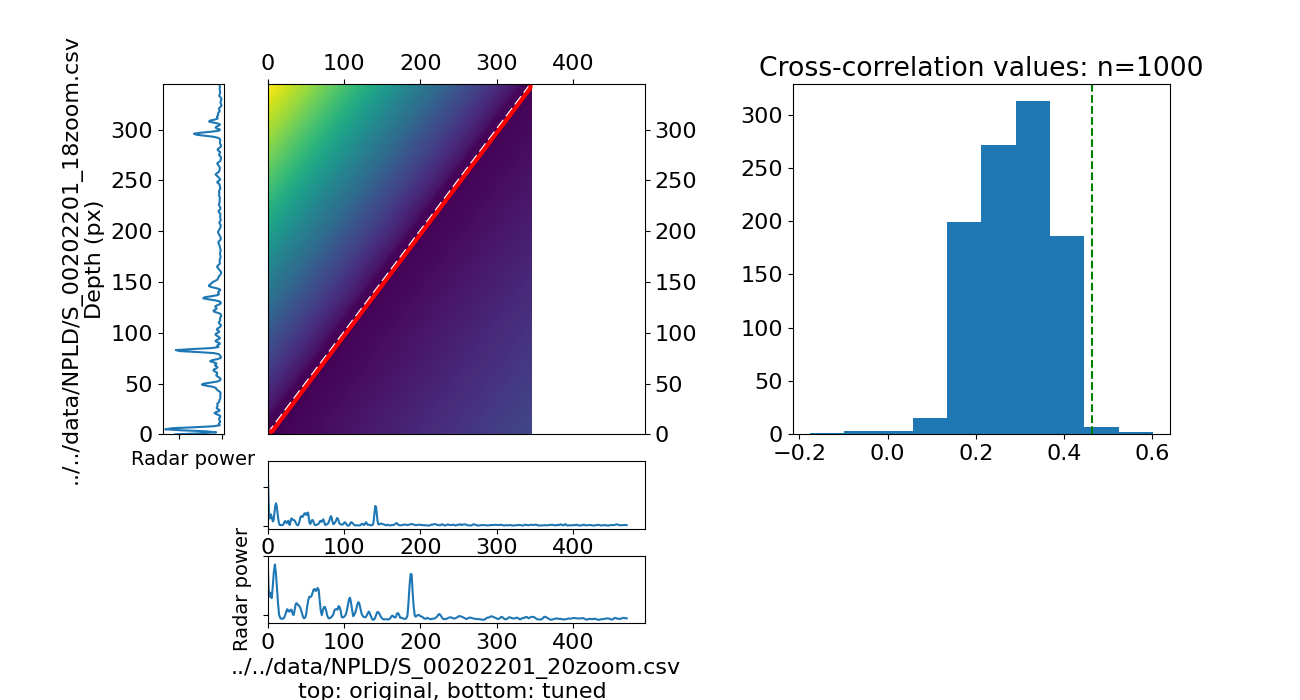 0 100 200 300 400
Cross-correlation values: n=1000
../../data/NPLD/S_00202201_18zoom.csv
Depth (px)
300
250
200
150
100
50
0
300
250
200
150
100
50
0
300
250
200
150
100
50
0
−0.2 0.0 0.2 0.4 0.6
Radar power
0 100 200 300 400
Radar power
0 100 200 300 400
../../data/NPLD/S_00202201_20zoom.csv
top: original, bottom: tuned